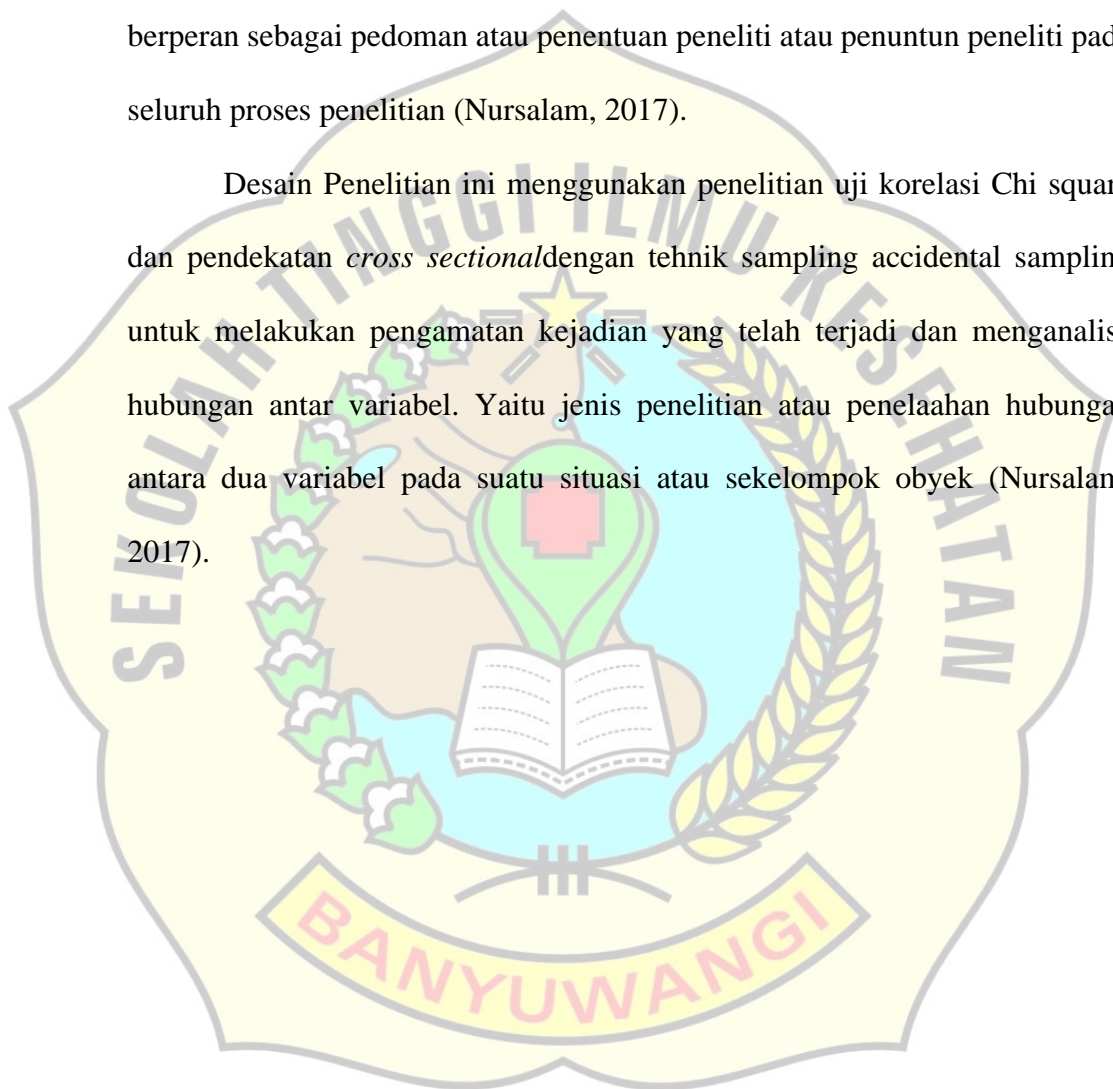 berperan sebagai pedoman atau penentuan peneliti atau penuntun peneliti pad
seluruh proses penelitian (Nursalam, 2017).
Desain Penelitian ini menggunakan penelitian uji korelasi Chi squar
dan pendekatan cross sectionaldengan tehnik sampling accidental samplin
untuk melakukan pengamatan kejadian yang telah terjadi dan menganalis
hubungan antar variabel. Yaitu jenis penelitian atau penelaahan hubunga
antara dua variabel pada suatu situasi atau sekelompok obyek (Nursalam
2017).
SEKOLAH TINGGI ILMU KESEHATAN
BANYUWANGI